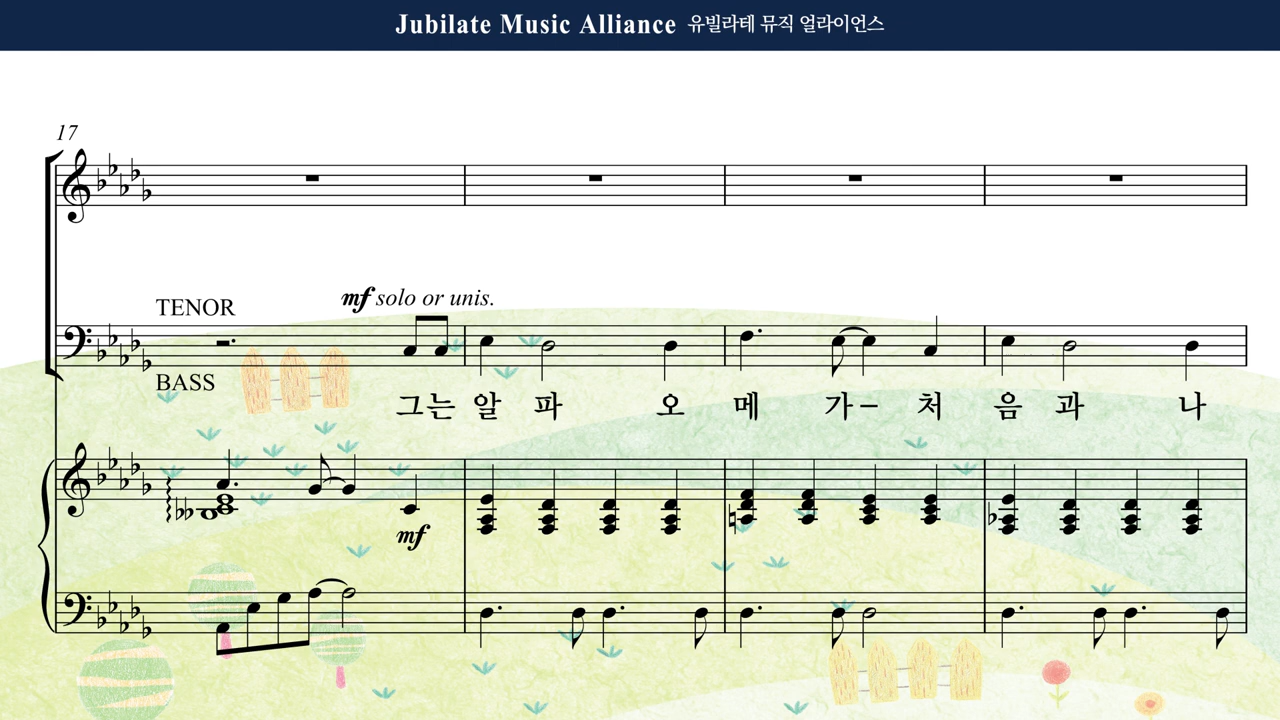 Jubilate Music Alliance 유빌라테 뮤직 얼라이언스
17
TENOR
mf solo or unis.
BASS
그는 알 파 오 메 가- 처 음 과 나
mf